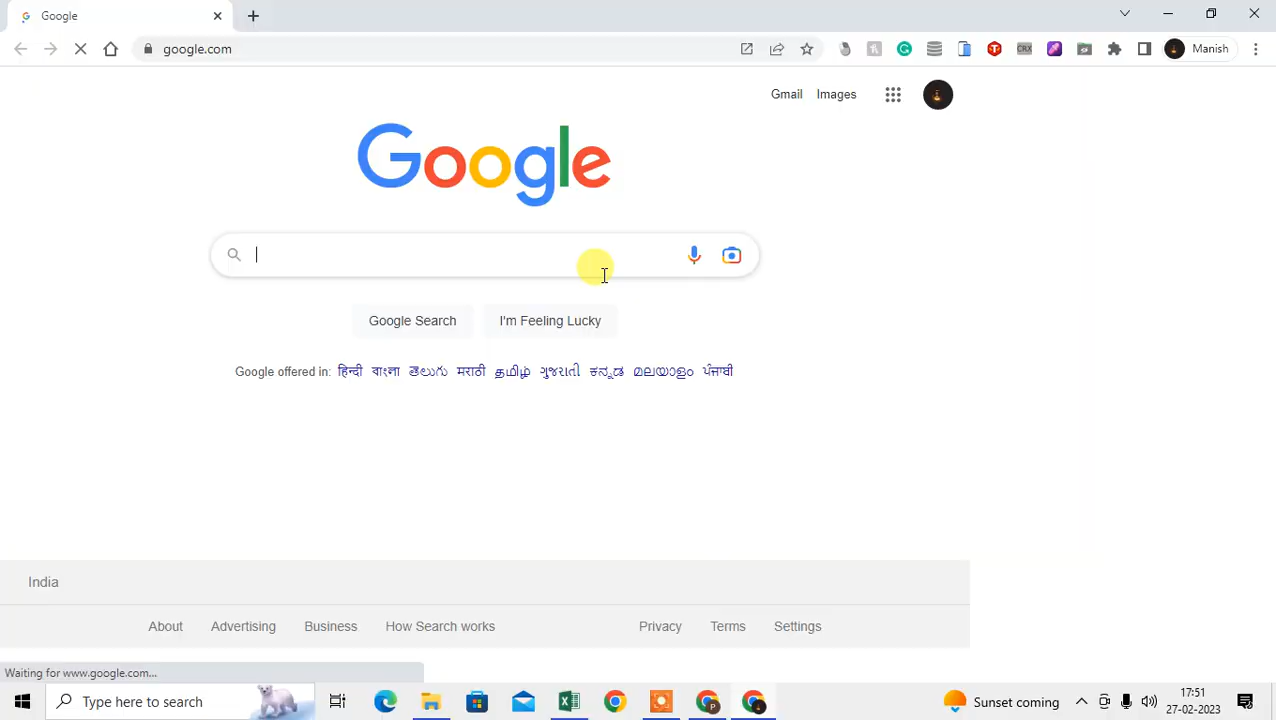 Google
google.com
CRX
Manish
Gmail Images
Google
Google Search I'm Feeling Lucky
Google offered in: हिन्दी বাংলা తెలుగు मराठी தமிழ் ગુજરાતી ಕನ್ನಡ മലയാളം ਪੰਜਾਬੀ
India
About Advertising Business How Search works Privacy Terms Settings
Waiting for www.google.com...
Type here to search
Sunset coming
17:51
27-02-2023